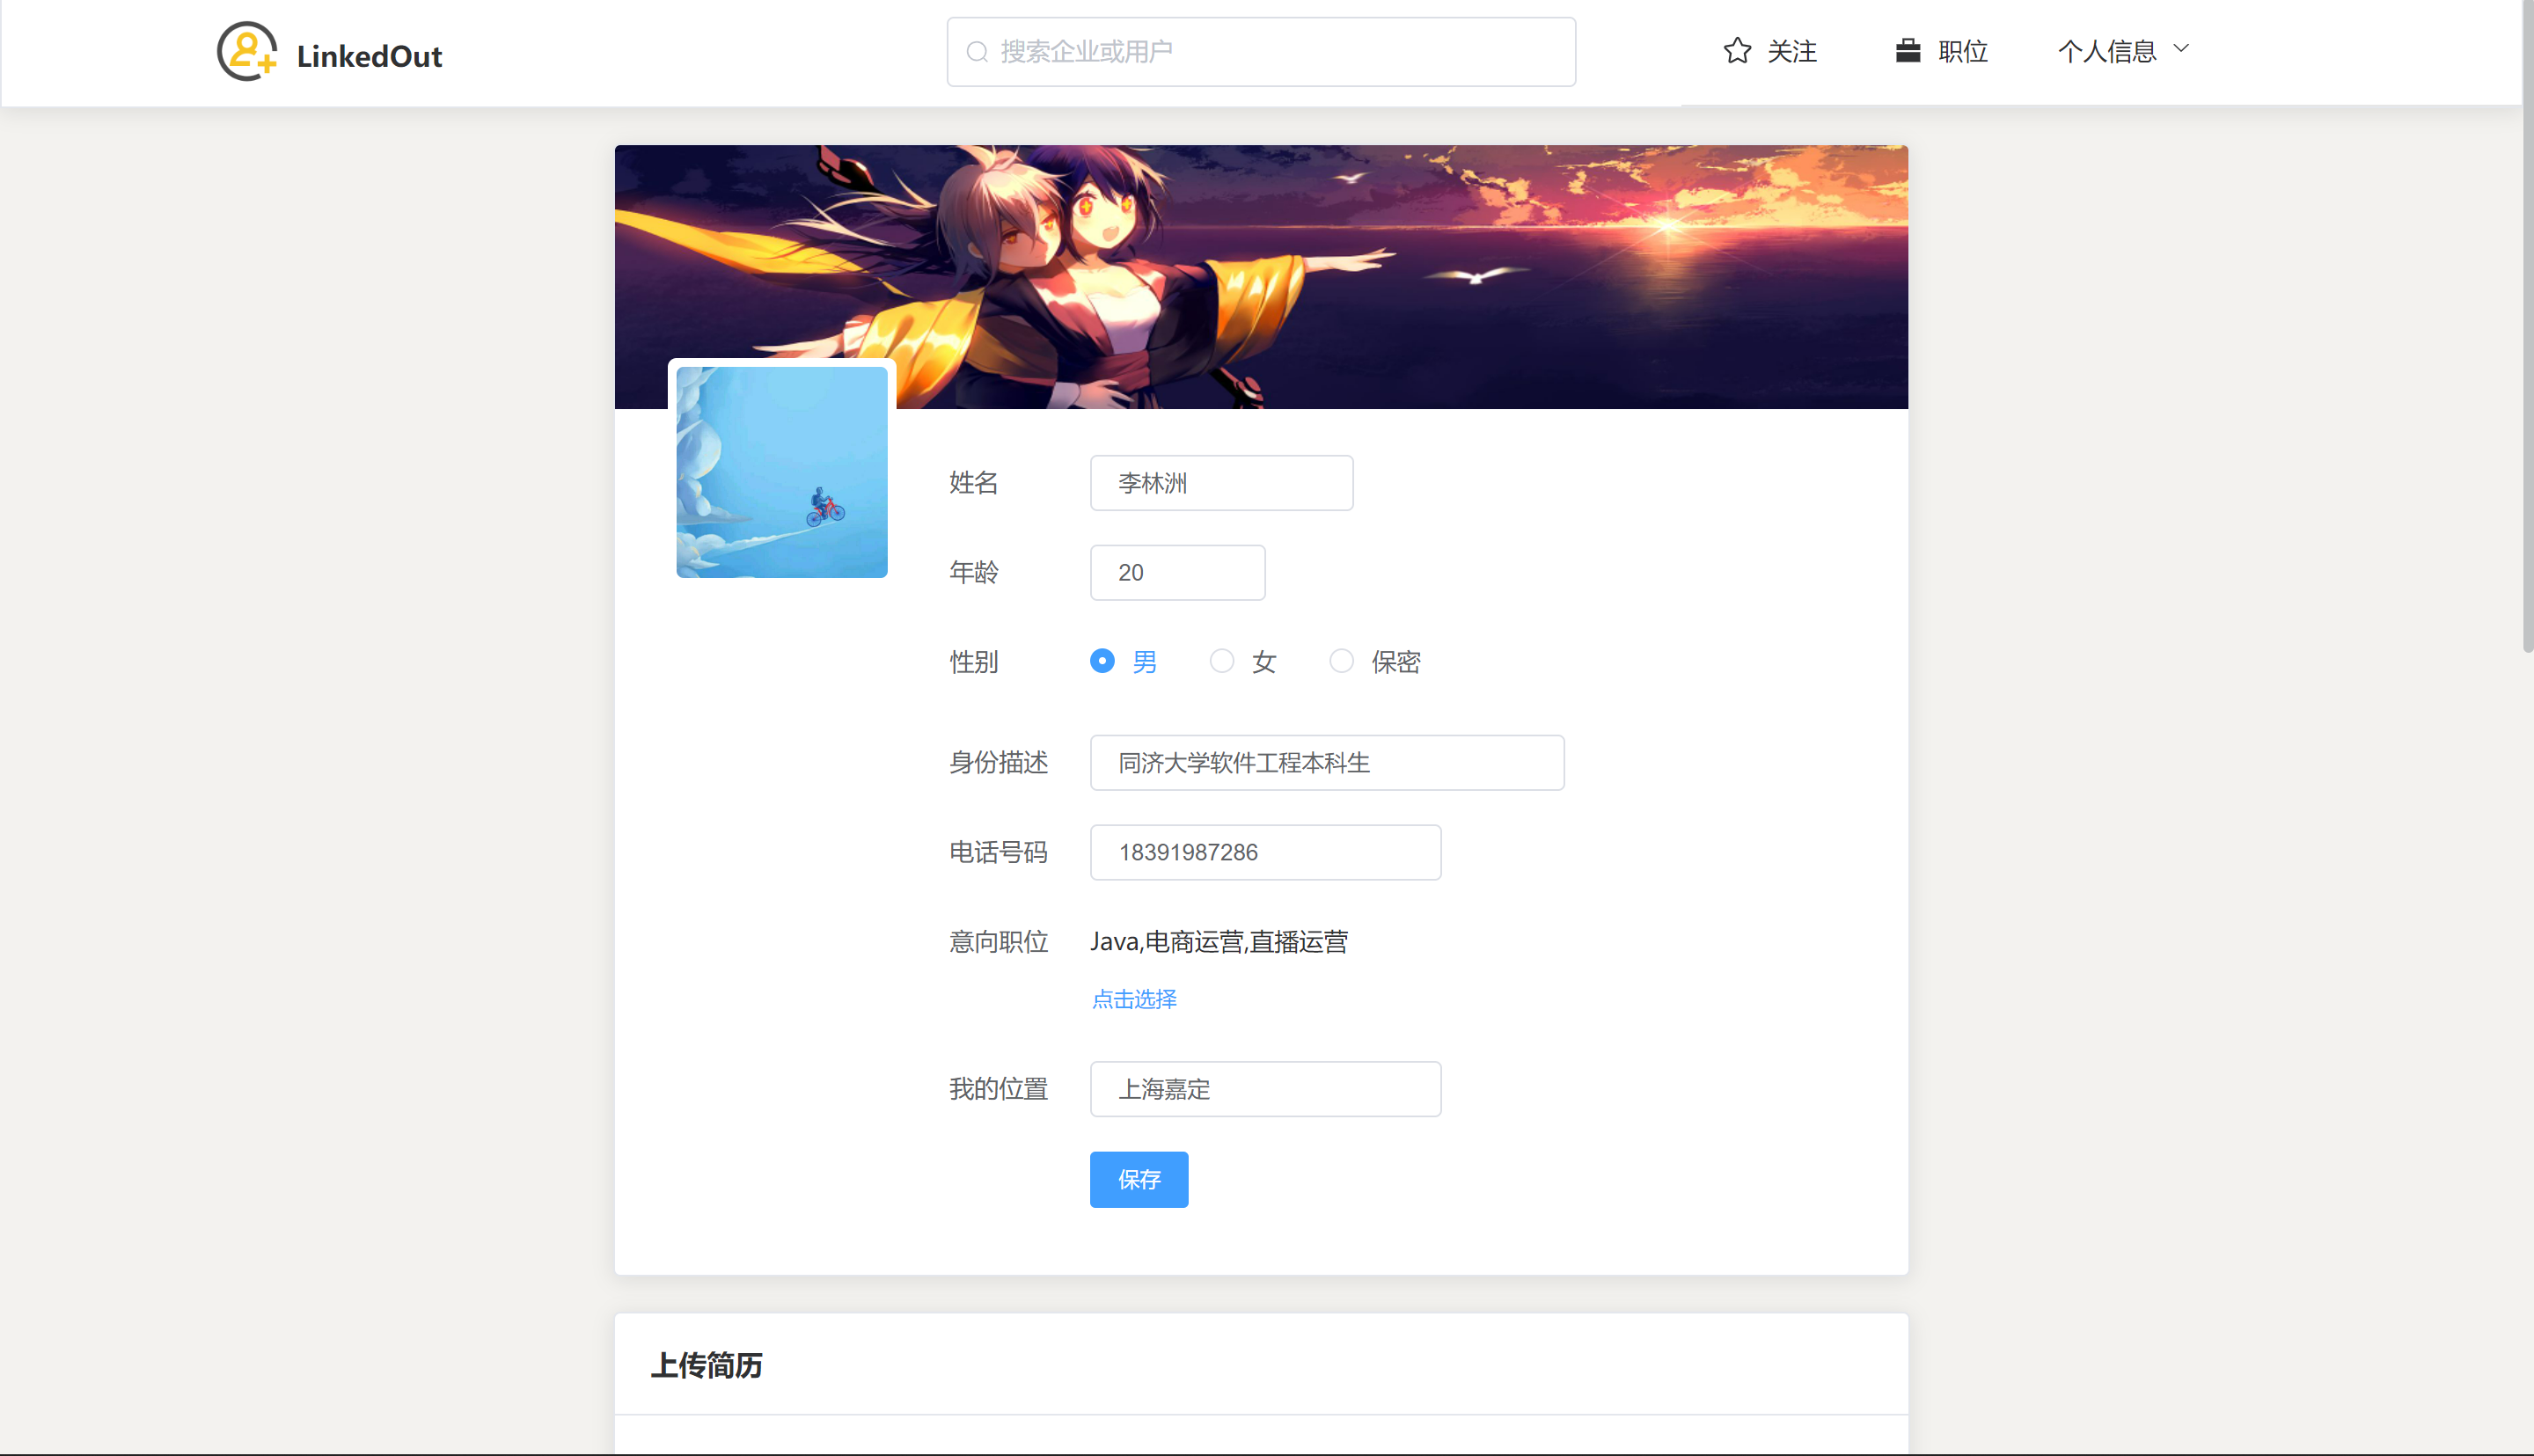 LinkedOut
搜索企业或用户
关注
职位
个人信息
姓名 李林洲
年龄 20
性别 男 女 保密
身份描述 同济大学软件工程本科生
电话号码 18391987286
意向职位 Java,电商运营,直播运营
点击选择
我的位置 上海嘉定
保存
上传简历